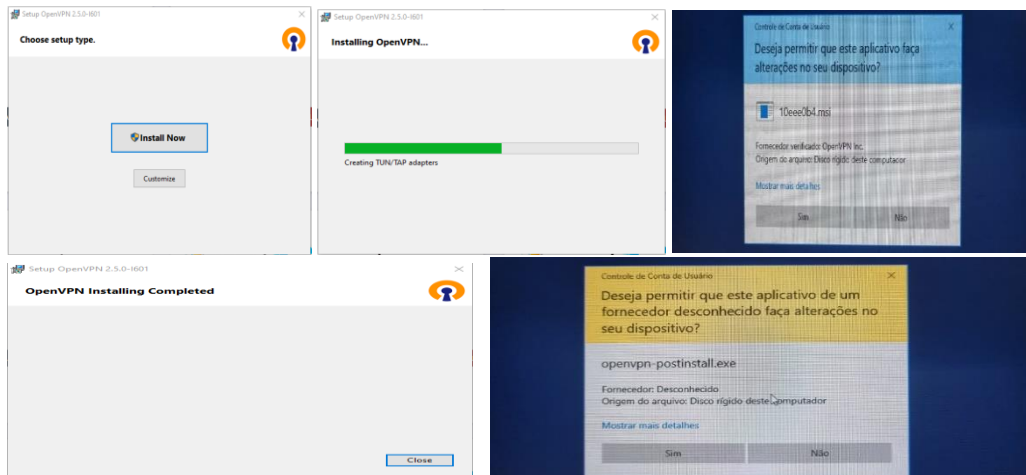 Setup OpenVPN 2.5.0-I601
Choose setup type.
Install Now
Customize
Setup OpenVPN 2.5.0-I601
Installing OpenVPN...
Creating TUN/TAP adapters
Controle de Conta de Usuário
Deseja permitir que este aplicativo faça
alterações no seu dispositivo?
10eee0b4.msi
Fornecedor verificado: OpenVPN Inc.
Origem do arquivo: Disco rígido deste computador
Mostrar mais detalhes
Sim
Não
Setup OpenVPN 2.5.0-I601
OpenVPN Installing Completed
Close
Controle de Conta de Usuário
Deseja permitir que este aplicativo de um
fornecedor desconhecido faça alterações no
seu dispositivo?
openvpn-postinstall.exe
Fornecedor: Desconhecido
Origem do arquivo: Disco rígido deste computador
Mostrar mais detalhes
Sim
Não